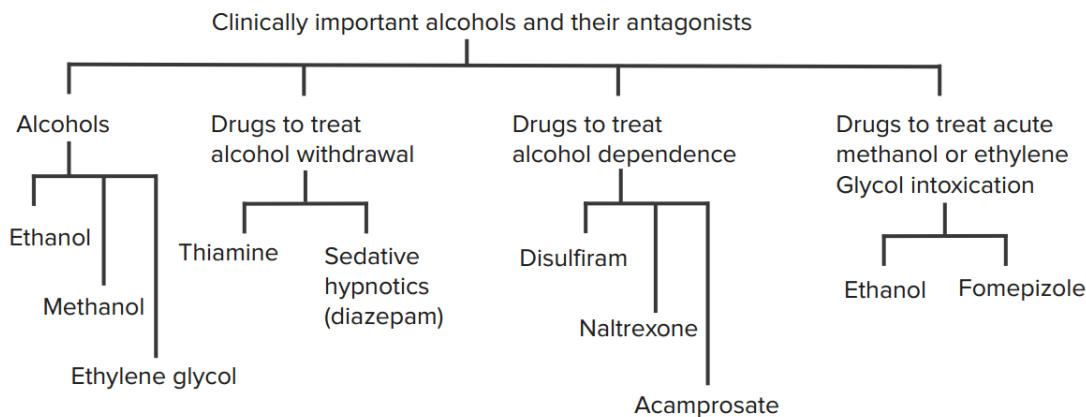 Clinically important alcohols and their antagonists
Alcohols
Ethanol
Methanol
Ethylene glycol
Drugs to treat
alcohol withdrawal
Thiamine
Sedative
hypnotics
(diazepam)
Drugs to treat
alcohol dependence
Disulfiram
Naltrexone
Acamprosate
Drugs to treat acute
methanol or ethylene
Glycol intoxication
Ethanol
Fomepizole